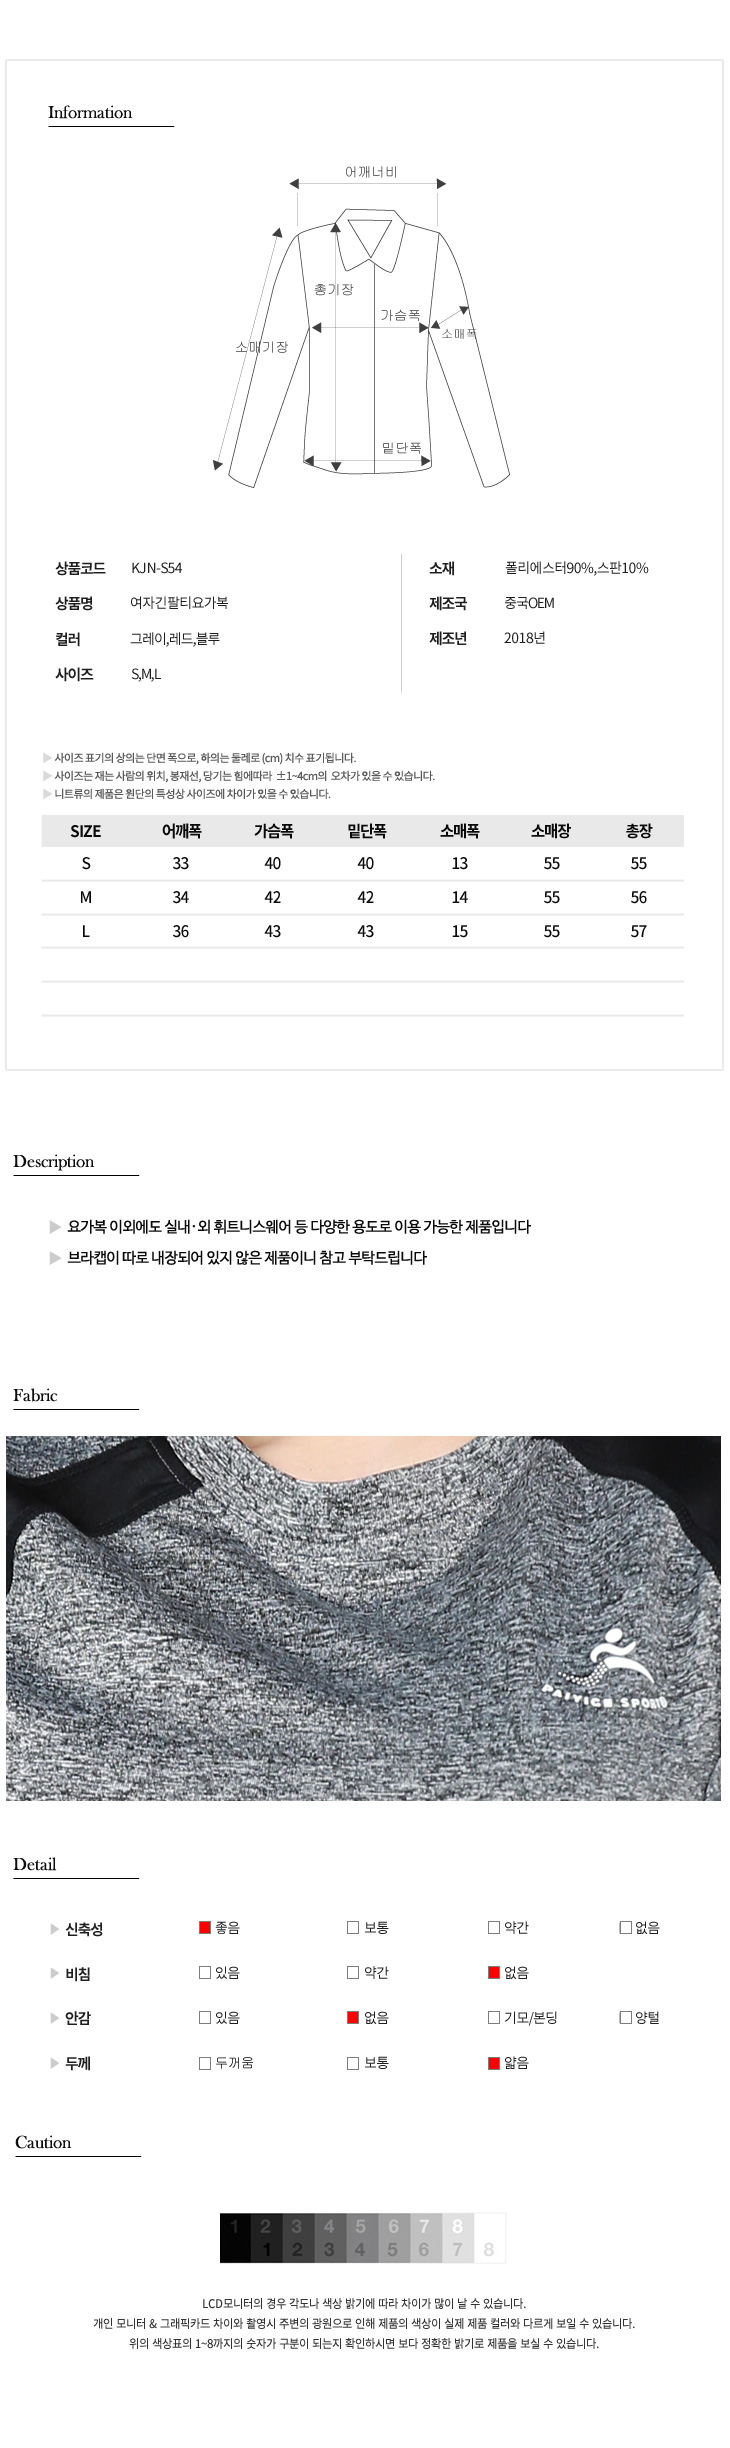 Information
어깨너비
총기장
가슴폭
소매폭
소매기장
밑단폭
상품코드 KJN-S54
소재 폴리에스터90%,스판10%
상품명 여자긴팔티요가복
제조국 중국OEM
컬러 그레이,레드,블루
제조년 2018년
사이즈 S,M,L
▶ 사이즈 표기의 상의는 단면 폭으로, 하의는 둘레로 (cm) 치수 표기됩니다.
▶ 사이즈는 재는 사람의 위치, 봉재선, 당기는 힘에따라 ±1~4cm의 오차가 있을 수 있습니다.
▶ 니트류의 제품은 원단의 특성상 사이즈에 차이가 있을 수 있습니다.
SIZE 어깨폭 가슴폭 밑단폭 소매폭 소매장 총장
S 33 40 40 13 55 55
M 34 42 42 14 55 56
L 36 43 43 15 55 57
Description
▶ 요가복 이외에도 실내·외 휘트니스웨어 등 다양한 용도로 이용 가능한 제품입니다
▶ 브라캡이 따로 내장되어 있지 않은 제품이니 참고 부탁드립니다
Fabric
PAIVICE SPORTO
Detail
▶ 신축성 좋음 보통 약간 없음
▶ 비침 있음 약간 없음
▶ 안감 있음 없음 기모/본딩 양털
▶ 두께 두꺼움 보통 얇음
Caution
1 2 3 4 5 6 7 8
1 2 3 4 5 6 7 8
LCD모니터의 경우 각도나 색상 밝기에 따라 차이가 많이 날 수 있습니다.
개인 모니터 & 그래픽카드 차이와 촬영시 주변의 광원으로 인해 제품의 색상이 실제 제품 컬러와 다르게 보일 수 있습니다.
위의 색상표의 1~8까지의 숫자가 구분이 되는지 확인하시면 보다 정확한 밝기로 제품을 보실 수 있습니다.